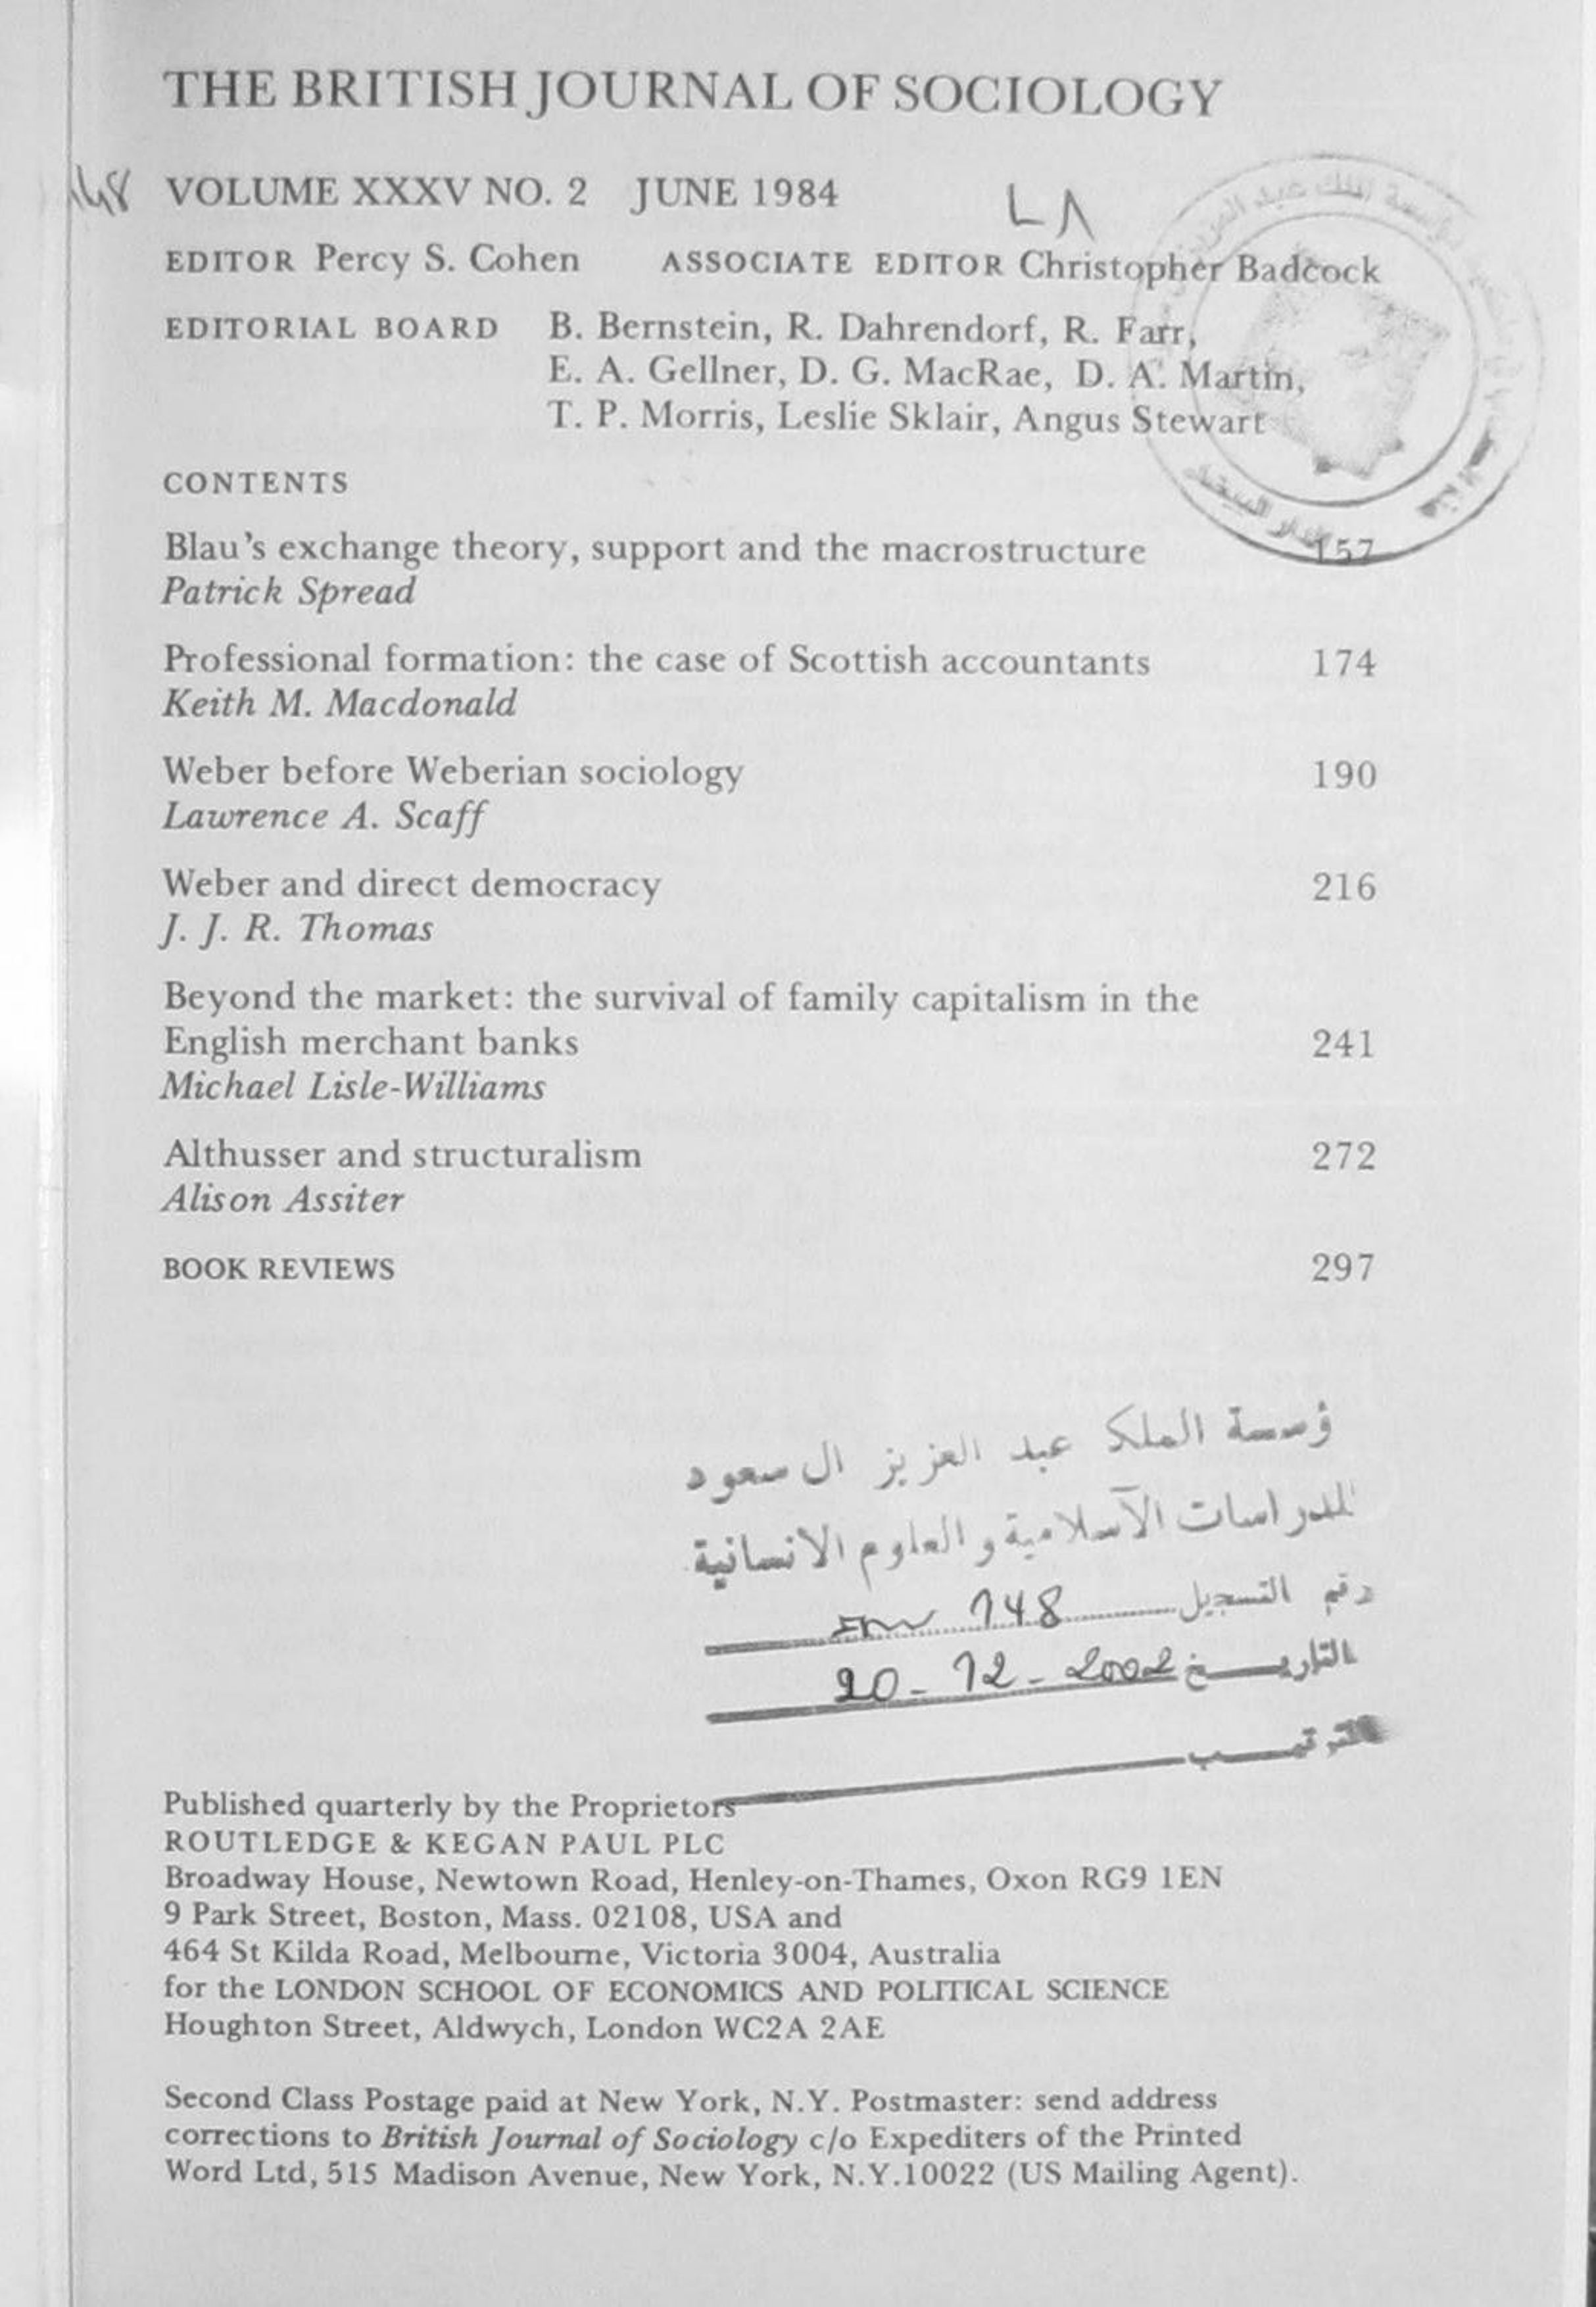 THE BRITISH JOURNAL OF SOCIOLOGY
148 VOLUME XXXV NO. 2 JUNE 1984
EDITOR Percy S. Cohen ASSOCIATE EDITOR Christopher Badcock
EDITORIAL BOARD B. Bernstein, R. Dahrendorf, R. Farr,
E. A. Gellner, D. G. MacRae, D. A. Martin,
T. P. Morris, Leslie Sklair, Angus Stewart
CONTENTS
Blau's exchange theory, support and the macrostructure 157
Patrick Spread
Professional formation: the case of Scottish accountants 174
Keith M. Macdonald
Weber before Weberian sociology 190
Lawrence A. Scaff
Weber and direct democracy 216
J. J. R. Thomas
Beyond the market: the survival of family capitalism in the
English merchant banks 241
Michael Lisle-Williams
Althusser and structuralism 272
Alison Assiter
BOOK REVIEWS 297
ؤسسة الملك عبد العزيز ال سعود
للدراسات الآسلامية و العلوم الانسانية
رقم التسجيل 148
التاريخ 20-12-2002
الترتيب
Published quarterly by the Proprietors
ROUTLEDGE & KEGAN PAUL PLC
Broadway House, Newtown Road, Henley-on-Thames, Oxon RG9 1EN
9 Park Street, Boston, Mass. 02108, USA and
464 St Kilda Road, Melbourne, Victoria 3004, Australia
for the LONDON SCHOOL OF ECONOMICS AND POLITICAL SCIENCE
Houghton Street, Aldwych, London WC2A 2AE
Second Class Postage paid at New York, N.Y. Postmaster: send address
corrections to British Journal of Sociology c/o Expediters of the Printed
Word Ltd, 515 Madison Avenue, New York, N.Y.10022 (US Mailing Agent).